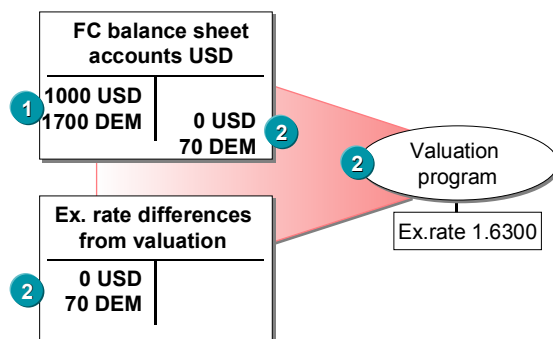 FC balance sheet
accounts USD
1
1000 USD
1700 DEM
0 USD
70 DEM
2
2
Valuation
program
Ex.rate 1.6300
Ex. rate differences
from valuation
2
0 USD
70 DEM